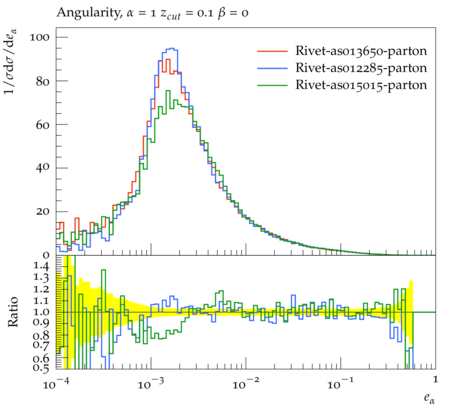 Angularity, α = 1 z_cut = 0.1 β = 0
1/σdσ/de_α
100
80
60
40
20
0
Rivet-as013650-parton
Rivet-as012285-parton
Rivet-as015015-parton
Ratio
1.4
1.3
1.2
1.1
1.0
0.9
0.8
0.7
0.6
0.5
10⁻⁴ 10⁻³ 10⁻² 10⁻¹ 1
e_α